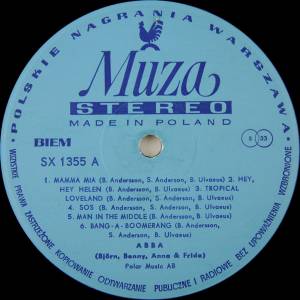 • POLSKIE NAGRANIA WARSZAWA •
Muza
STEREO
MADE IN POLAND
BIEM
S 33
SX 1355 A
1. MAMMA MIA (B. Andersson, S. Anderson, B. Ulvaeus) 2. HEY,
HEY HELEN (B. Andersson, B. Ulvaeus) 3. TROPICAL
LOVELAND (B. Andersson, S. Anderson, B. Ulvaeus)
4. SOS (B. Andersson, S. Anderson, B. Ulvaeus)
5. MAN IN THE MIDDLE (B. Andersson, B. Ulvaeus)
6. BANG-A-BOOMERANG (B. Andersson,
S. Anderson, B. Ulvaeus)
ABBA
(Björn, Benny, Anna & Frida)
Polar Music AB
WSZYSTKIE PRAWA ZASTRZEŻONE KOPIOWANIE ODTWARZANIE PUBLICZNE I RADIOWE BEZ UPOWAŻNIENIA WZBRONIONE